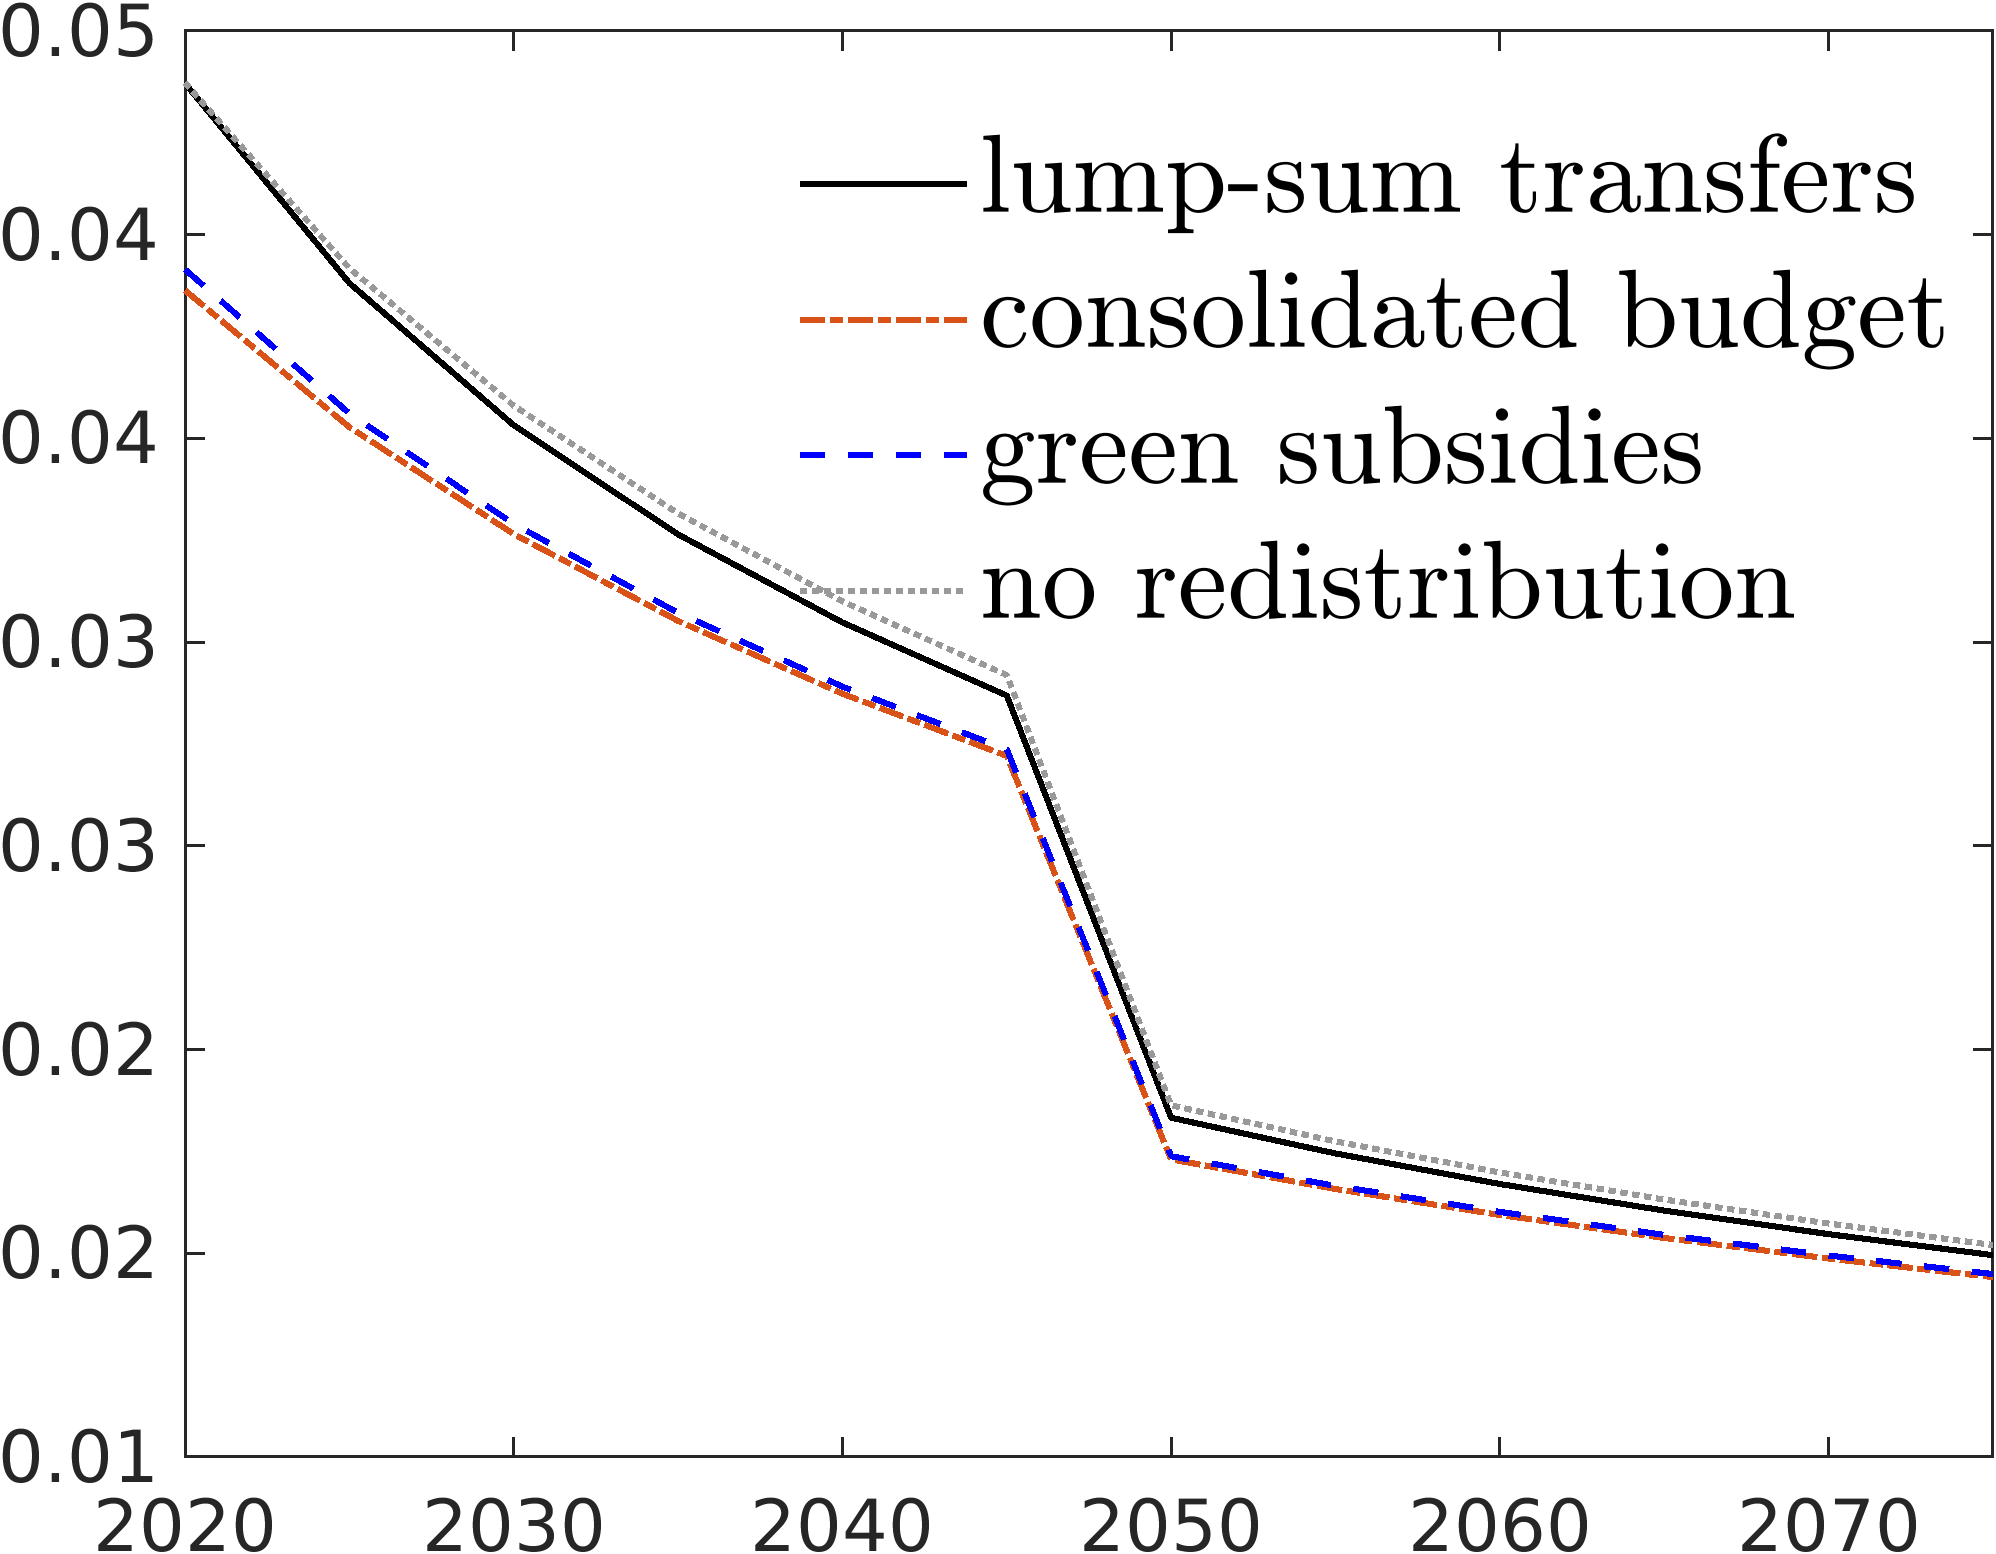 0.05
0.04
0.04
0.03
0.03
0.02
0.02
0.01
2020 2030 2040 2050 2060 2070
lump-sum transfers
consolidated budget
green subsidies
no redistribution